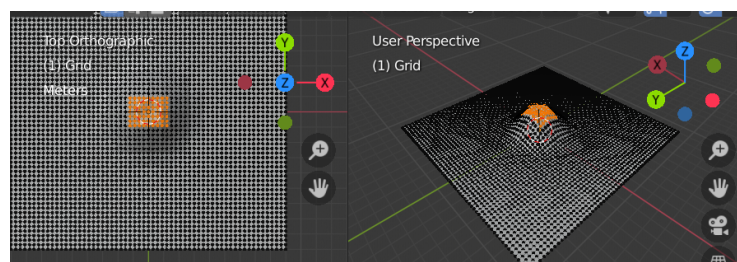 Top Orthographic
(1) Grid
Meters
Y
Z
X
User Perspective
(1) Grid
Z
X
Y